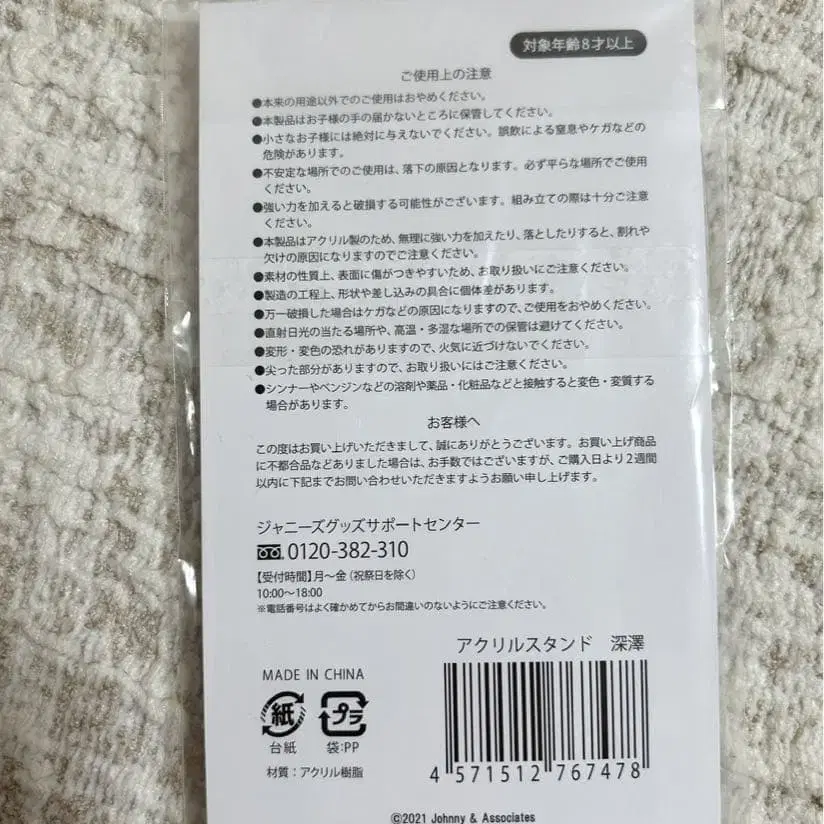 対象年齢8才以上
ご使用上の注意
●本来の用途以外でのご使用はおやめください。
●本製品はお子様の手の届かないところに保管してください。
●小さなお子様には絶対に与えないでください。誤飲による窒息やケガなどの
危険があります。
●不安定な場所でのご使用は、落下の原因となります。必ず平らな場所でご使用
ください。
●強い力を加えると破損する可能性がございます。組み立ての際は十分ご注意
ください。
●本製品はアクリル製のため、無理に強い力を加えたり、落としたりすると、割れや
欠けの原因になりますのでご注意ください。
●素材の性質上、表面に傷がつきやすいため、お取り扱いにご注意ください。
●製造の工程上、形状や差し込みの具合に個体差があります。
●万一破損した場合はケガなどの原因になりますので、ご使用をおやめください。
●直射日光の当たる場所や、高温・多湿な場所での保管は避けてください。
●変形・変色の恐れがありますので、火気に近づけないでください。
●尖った部分がありますので、お取り扱いにはご注意ください。
●シンナーやベンジンなどの溶剤や薬品・化粧品などと接触すると変色・変質する
場合があります。
お客様へ
この度はお買い上げいただきまして、誠にありがとうございます。お買い上げ商品
に不都合品などありました場合は、お手数ではございますが、ご購入日より2週間
以内に下記までお問い合わせいただきますようお願い申し上げます。
ジャニーズグッズサポートセンター
0120-382-310
【受付時間】月～金（祝祭日を除く）
10:00～18:00
※電話番号はよく確かめてからお間違いのないようにご注意ください。
アクリルスタンド 深澤
MADE IN CHINA
紙 プラ
台紙 袋:PP
材質：アクリル樹脂
4 571512 767478
©2021 Johnny & Associates